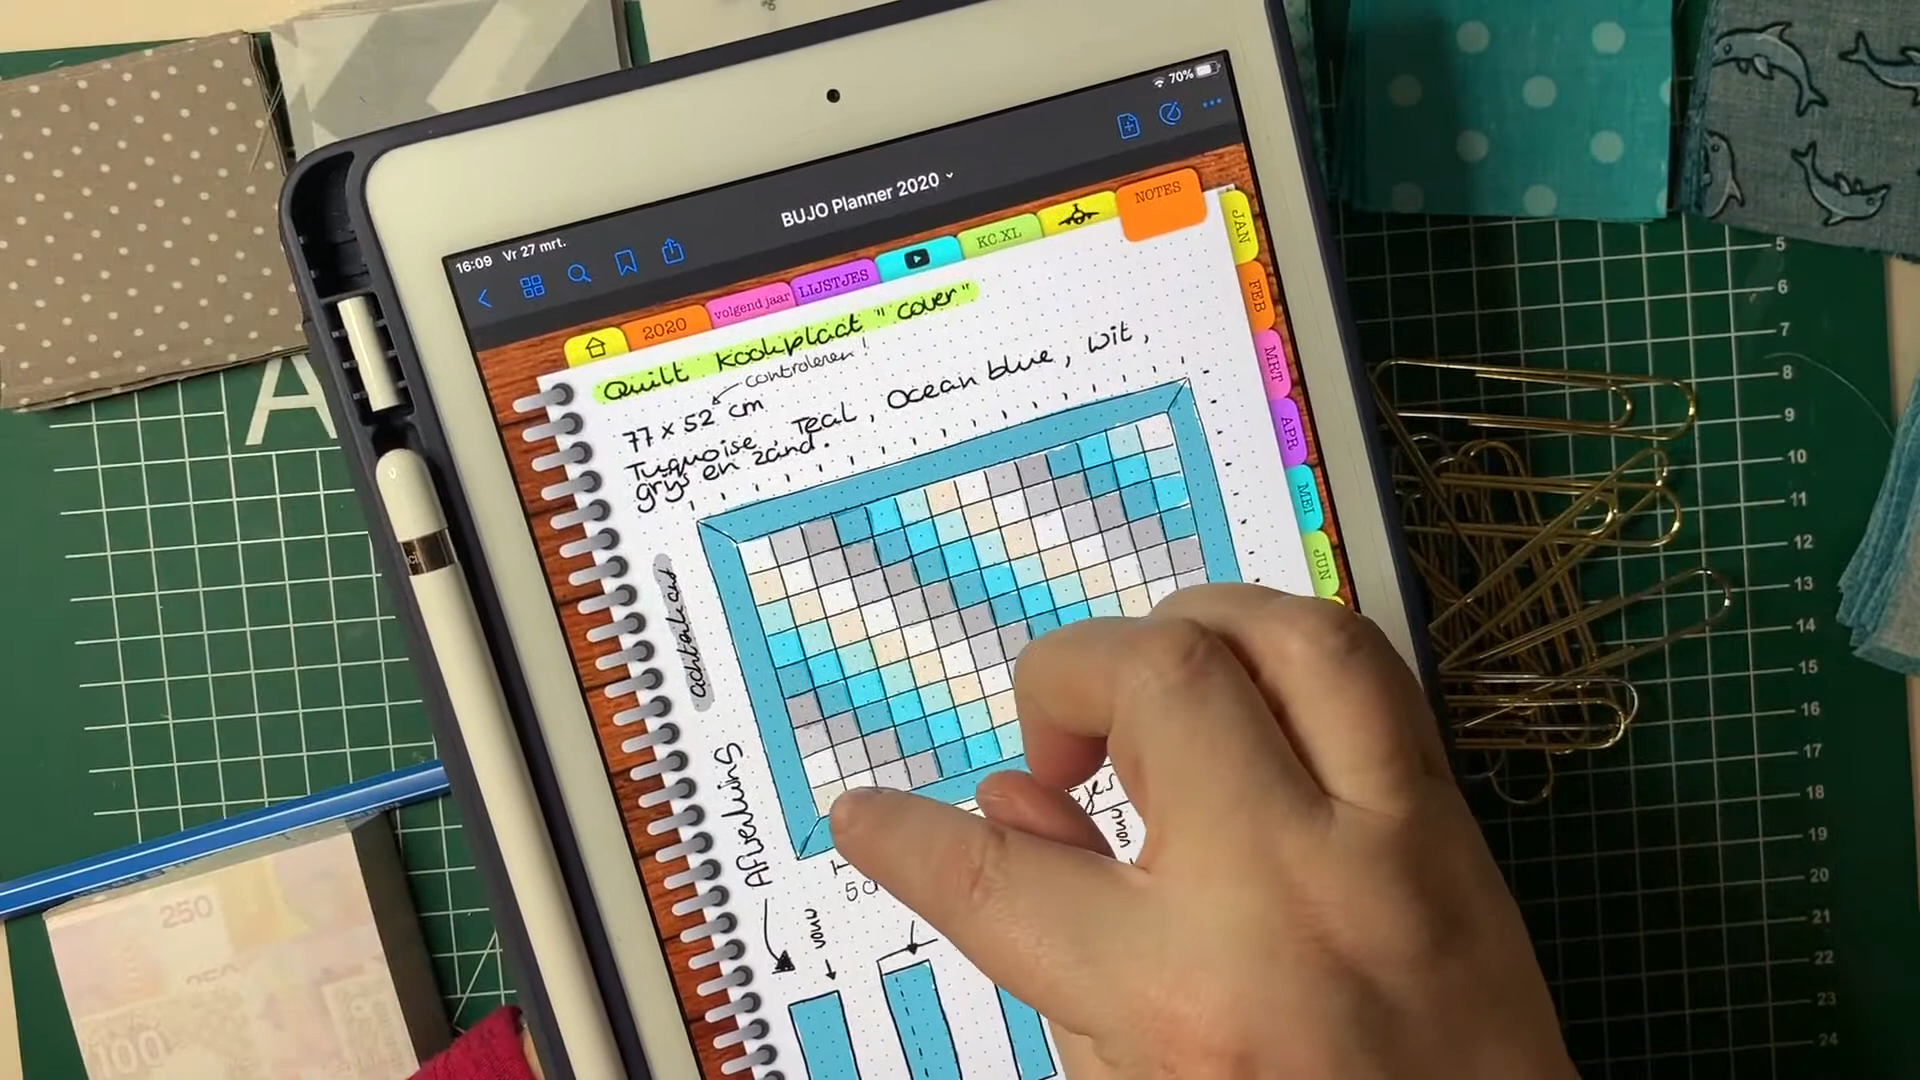 70%
16:09 Vr 27 mrt.
BUJO Planner 2020
2020
volgend jaar
LIJSTJES
KC.XL
NOTES
JAN
FEB
MRT
APR
MEI
JUN
Quilt Kookplaat "cover"
controleren!
77 x 52 cm
Turquoise, Teal, Ocean blue, wit,
grys en zand.
achterkant
Afwerking
vouw
vouw
A
250
100
5
6
7
8
9
10
11
12
13
14
15
16
17
18
19
20
21
22
23
24